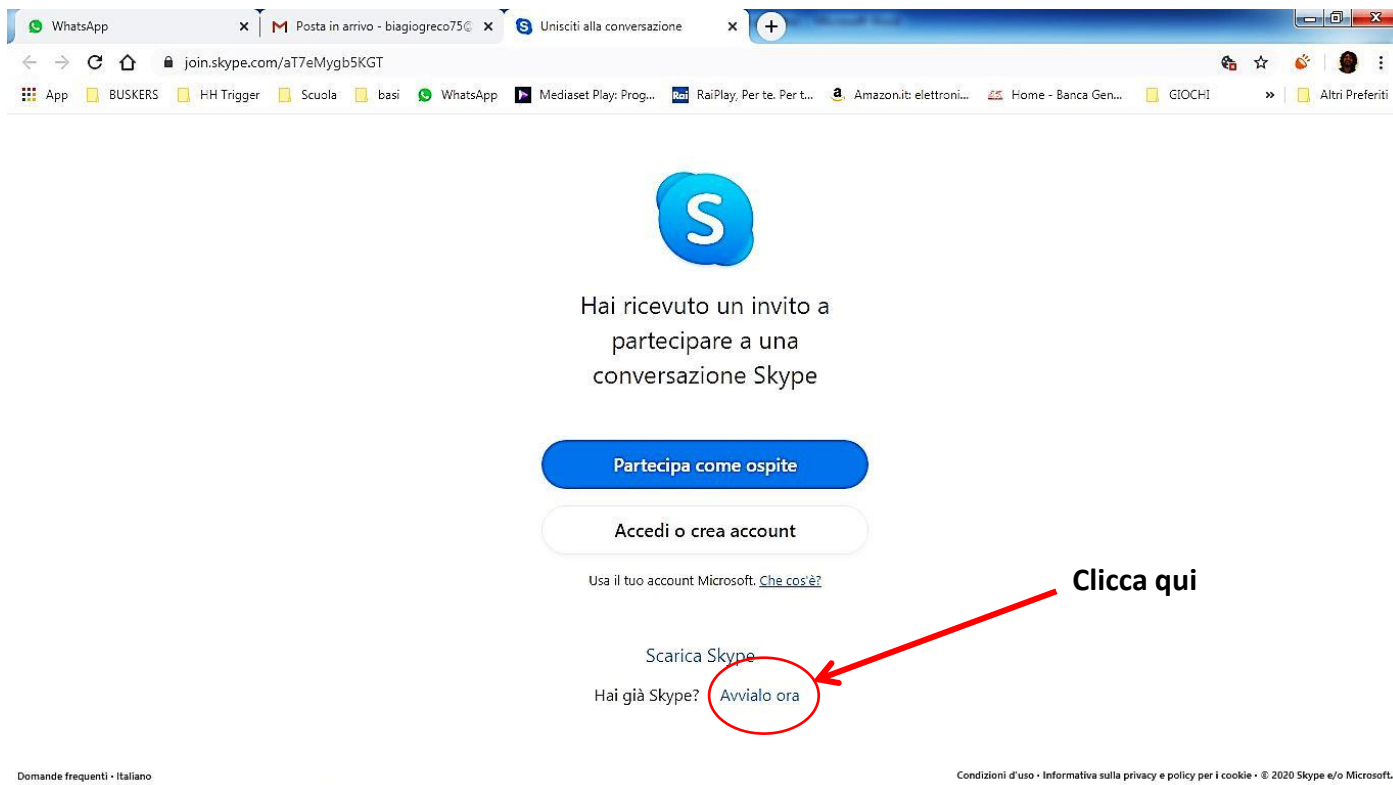 WhatsApp
Posta in arrivo - biagiogreco75@
Unisciti alla conversazione
join.skype.com/aT7eMygb5KGT
App BUSKERS HH Trigger Scuola basi WhatsApp Mediaset Play: Prog... Rai RaiPlay, Per te. Per t... a Amazon.it: elettroni... Home - Banca Gen... GIOCHI » Altri Preferiti
S
Hai ricevuto un invito a
partecipare a una
conversazione Skype
Partecipa come ospite
Accedi o crea account
Usa il tuo account Microsoft. Che cos'è?
Clicca qui
Scarica Skype
Hai già Skype? Avvialo ora
Domande frequenti • Italiano
Condizioni d'uso • Informativa sulla privacy e policy per i cookie • © 2020 Skype e/o Microsoft.